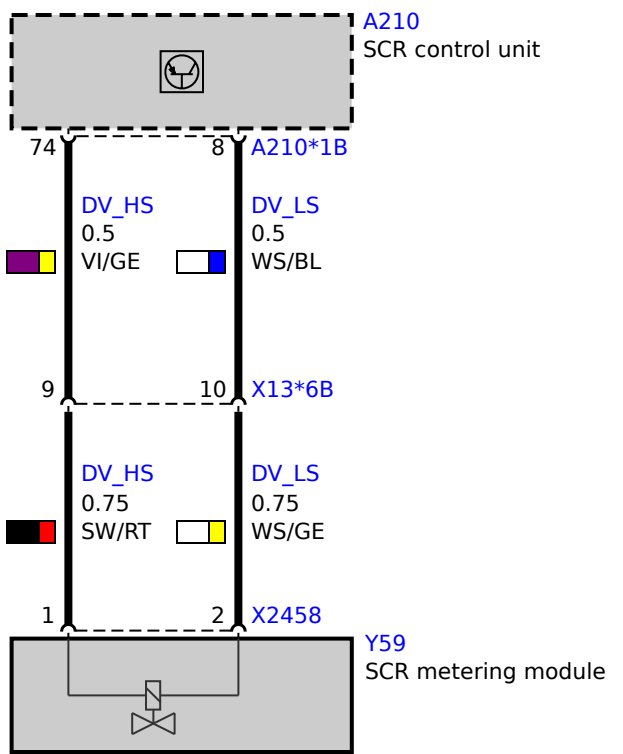 A210
SCR control unit
74 8 A210*1B
DV_HS DV_LS
0.5 0.5
VI/GE WS/BL
9 10 X13*6B
DV_HS DV_LS
0.75 0.75
SW/RT WS/GE
1 2 X2458
Y59
SCR metering module